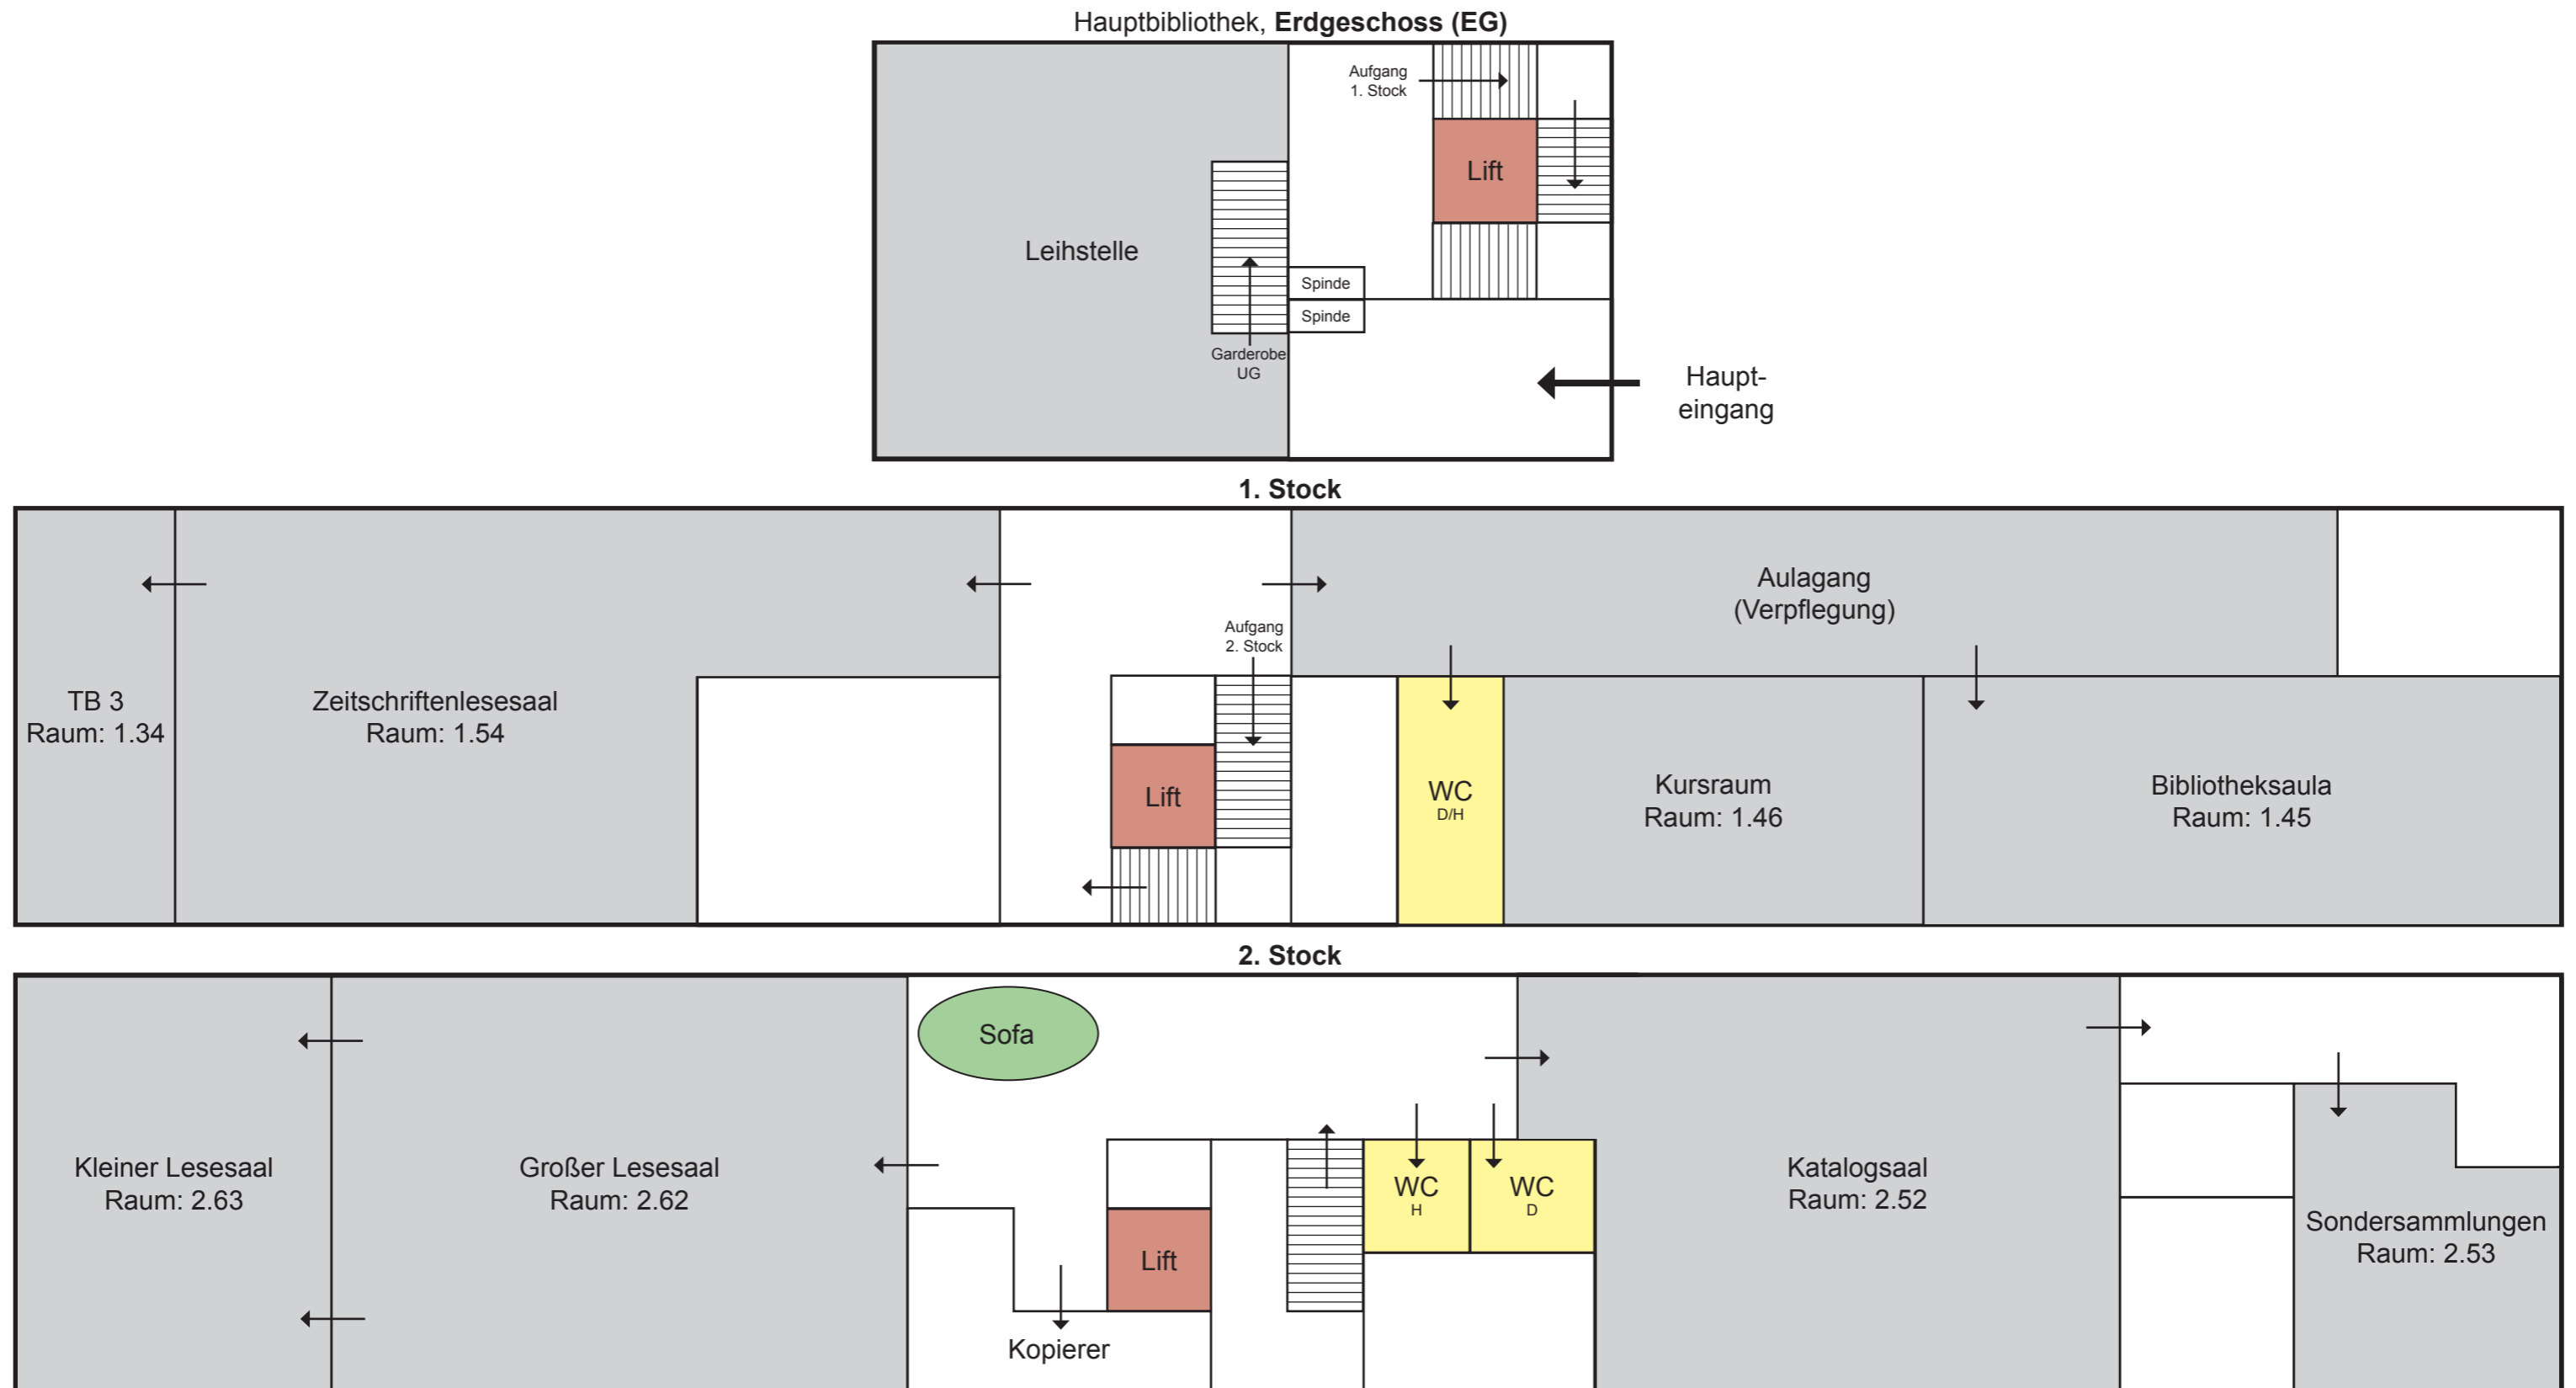 Hauptbibliothek, Erdgeschoss (EG)
Aufgang
1. Stock
Lift
Leihstelle
Spinde
Spinde
Garderobe
UG
Haupt-
eingang
1. Stock
Aulagang
(Verpflegung)
Aufgang
2. Stock
TB 3
Raum: 1.34
Zeitschriftenlesesaal
Raum: 1.54
Lift
WC
D/H
Kursraum
Raum: 1.46
Bibliotheksaula
Raum: 1.45
2. Stock
Sofa
Kleiner Lesesaal
Raum: 2.63
Großer Lesesaal
Raum: 2.62
Lift
Kopierer
WC
H
WC
D
Katalogsaal
Raum: 2.52
Sondersammlungen
Raum: 2.53